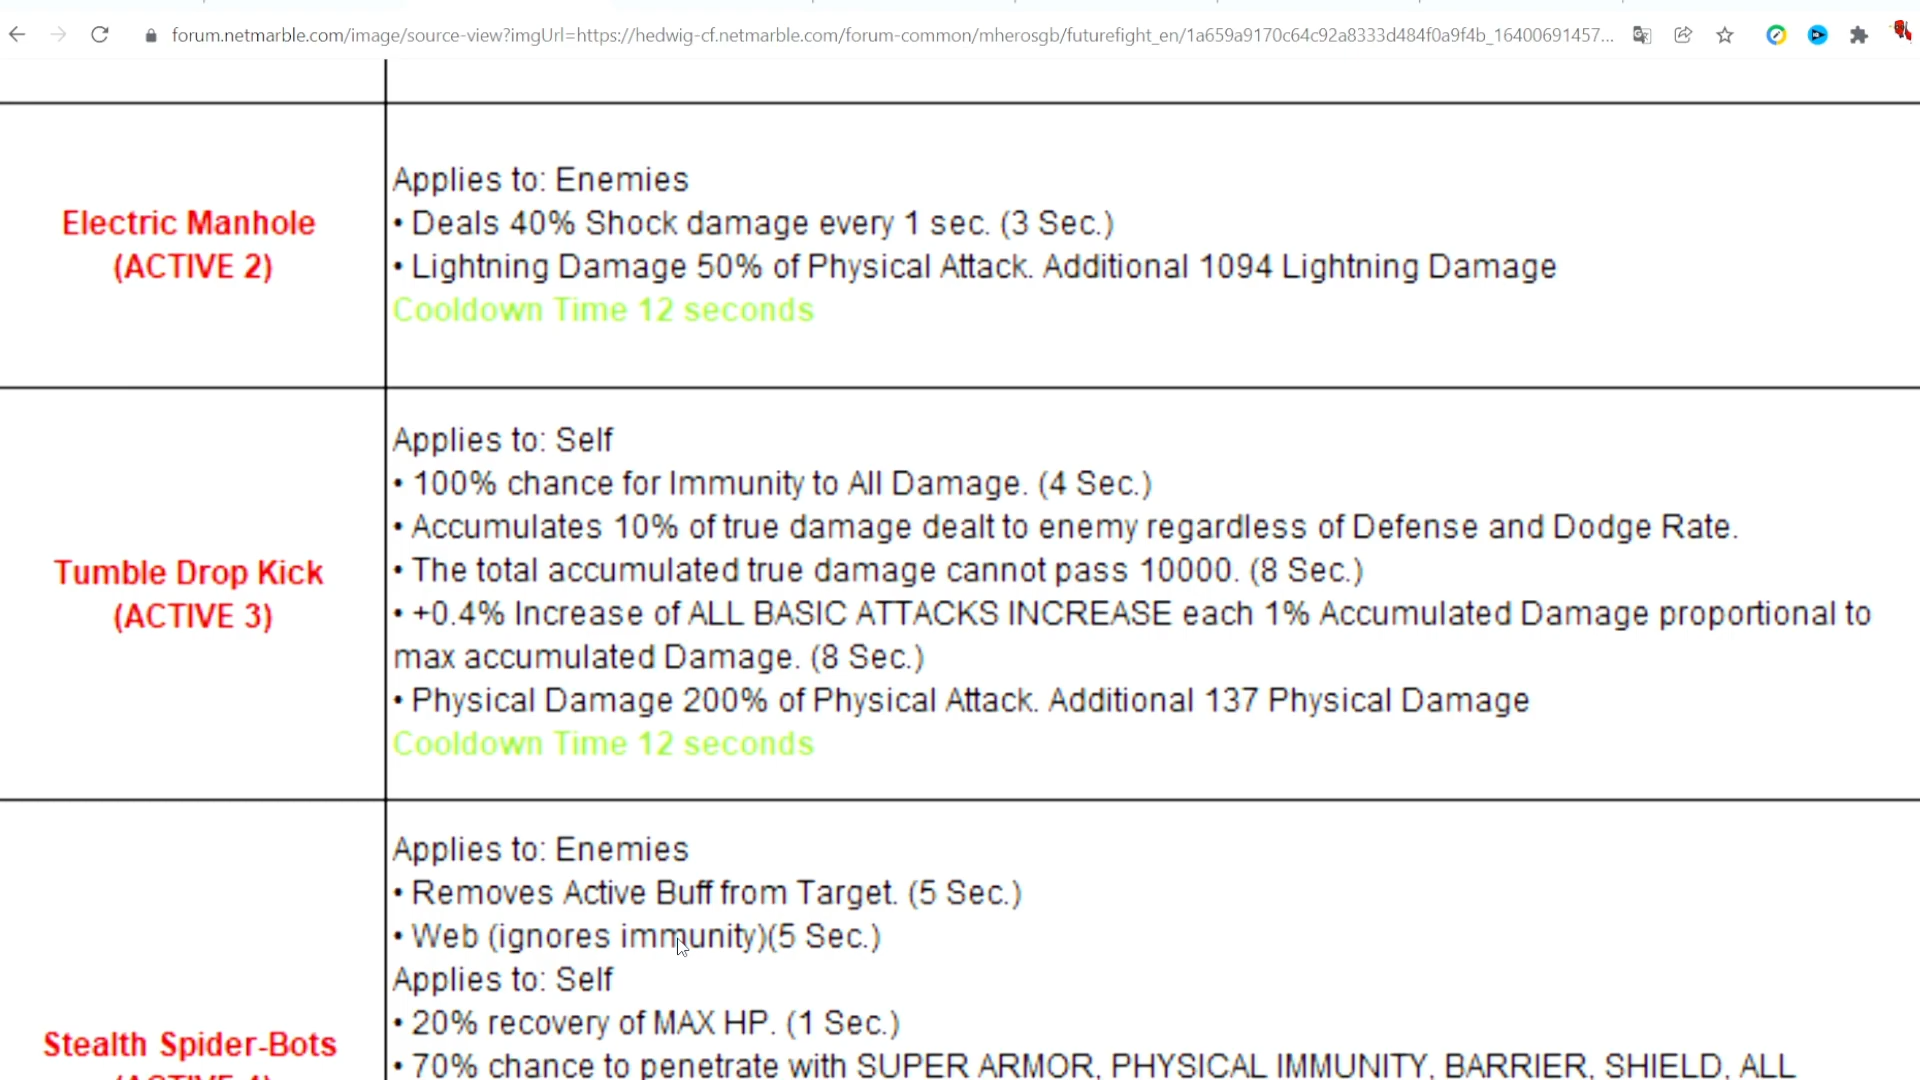 forum.netmarble.com/image/source-view?imgUrl=https://hedwig-cf.netmarble.com/forum-common/mherosgb/futurefight_en/1a659a9170c64c92a8333d484f0a9f4b_16400691457...
Electric Manhole
(ACTIVE 2)
Applies to: Enemies
• Deals 40% Shock damage every 1 sec. (3 Sec.)
• Lightning Damage 50% of Physical Attack. Additional 1094 Lightning Damage
Cooldown Time 12 seconds
Tumble Drop Kick
(ACTIVE 3)
Applies to: Self
• 100% chance for Immunity to All Damage. (4 Sec.)
• Accumulates 10% of true damage dealt to enemy regardless of Defense and Dodge Rate.
• The total accumulated true damage cannot pass 10000. (8 Sec.)
• +0.4% Increase of ALL BASIC ATTACKS INCREASE each 1% Accumulated Damage proportional to
max accumulated Damage. (8 Sec.)
• Physical Damage 200% of Physical Attack. Additional 137 Physical Damage
Cooldown Time 12 seconds
Stealth Spider-Bots
Applies to: Enemies
• Removes Active Buff from Target. (5 Sec.)
• Web (ignores immunity)(5 Sec.)
Applies to: Self
• 20% recovery of MAX HP. (1 Sec.)
• 70% chance to penetrate with SUPER ARMOR, PHYSICAL IMMUNITY, BARRIER, SHIELD, ALL